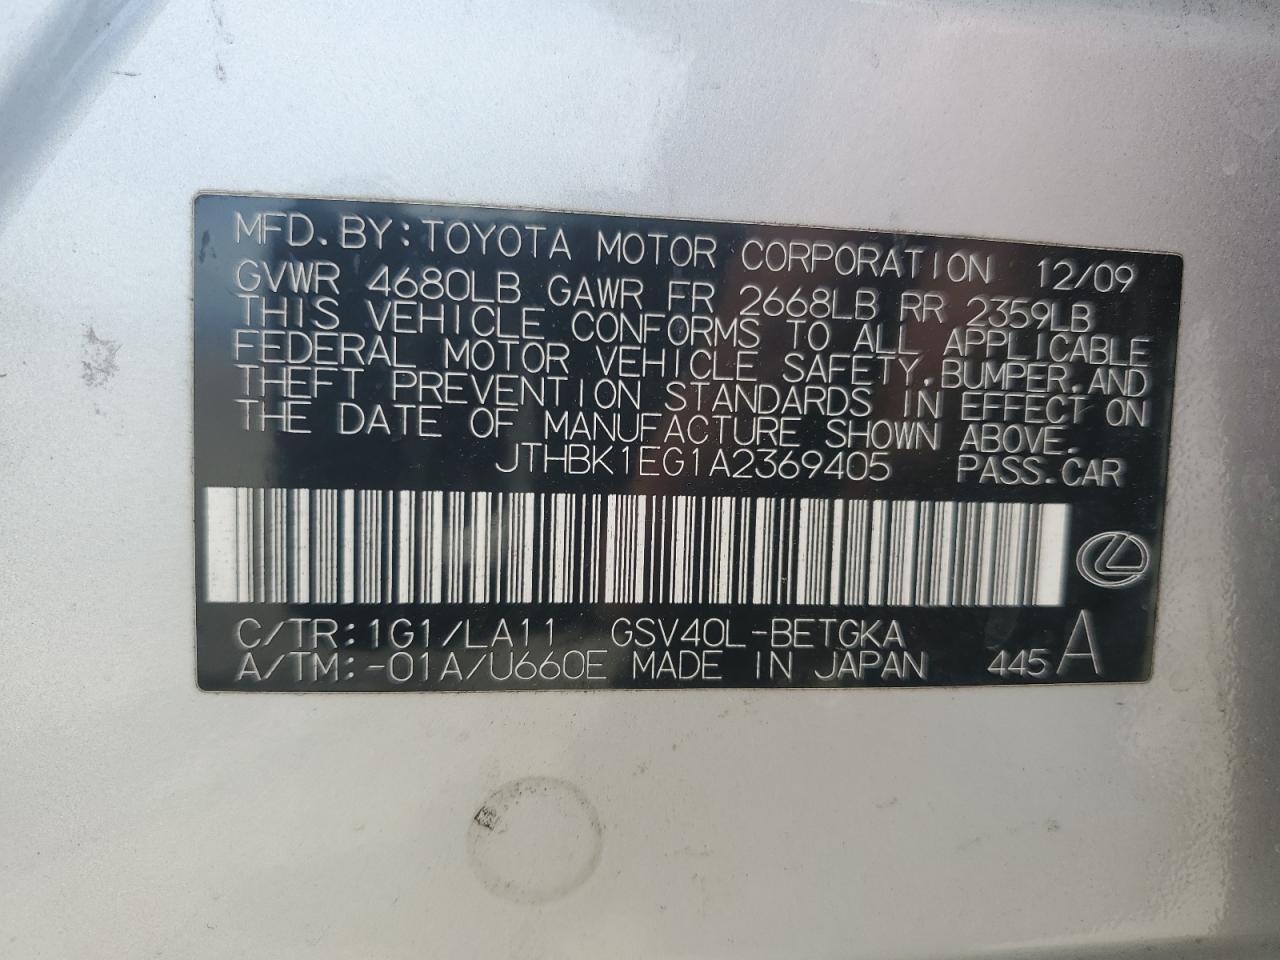 MFD. BY: TOYOTA MOTOR CORPORATION 12/09
GVWR 4680LB GAWR FR 2668LB RR 2359LB
THIS VEHICLE CONFORMS TO ALL APPLICABLE
FEDERAL MOTOR VEHICLE SAFETY, BUMPER, AND
THEFT PREVENTION STANDARDS IN EFFECT ON
THE DATE OF MANUFACTURE SHOWN ABOVE.
JTHBK1EG1A2369405 PASS. CAR
C/TR: 1G1/LA11 GSV40L-BETGKA
A/TM: -01A/U660E MADE IN JAPAN 445 A